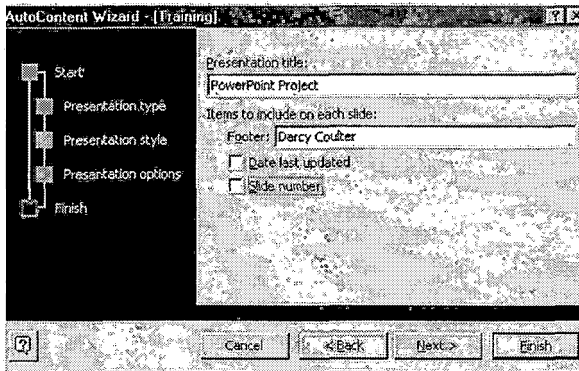 AutoContent Wizard - [Training]
Start
Presentation type
Presentation style
Presentation options
Finish
Presentation title:
PowerPoint Project
Items to include on each slide:
Footer: Darcy Coulter
Date last updated
Slide number
Cancel
< Back
Next >
Finish